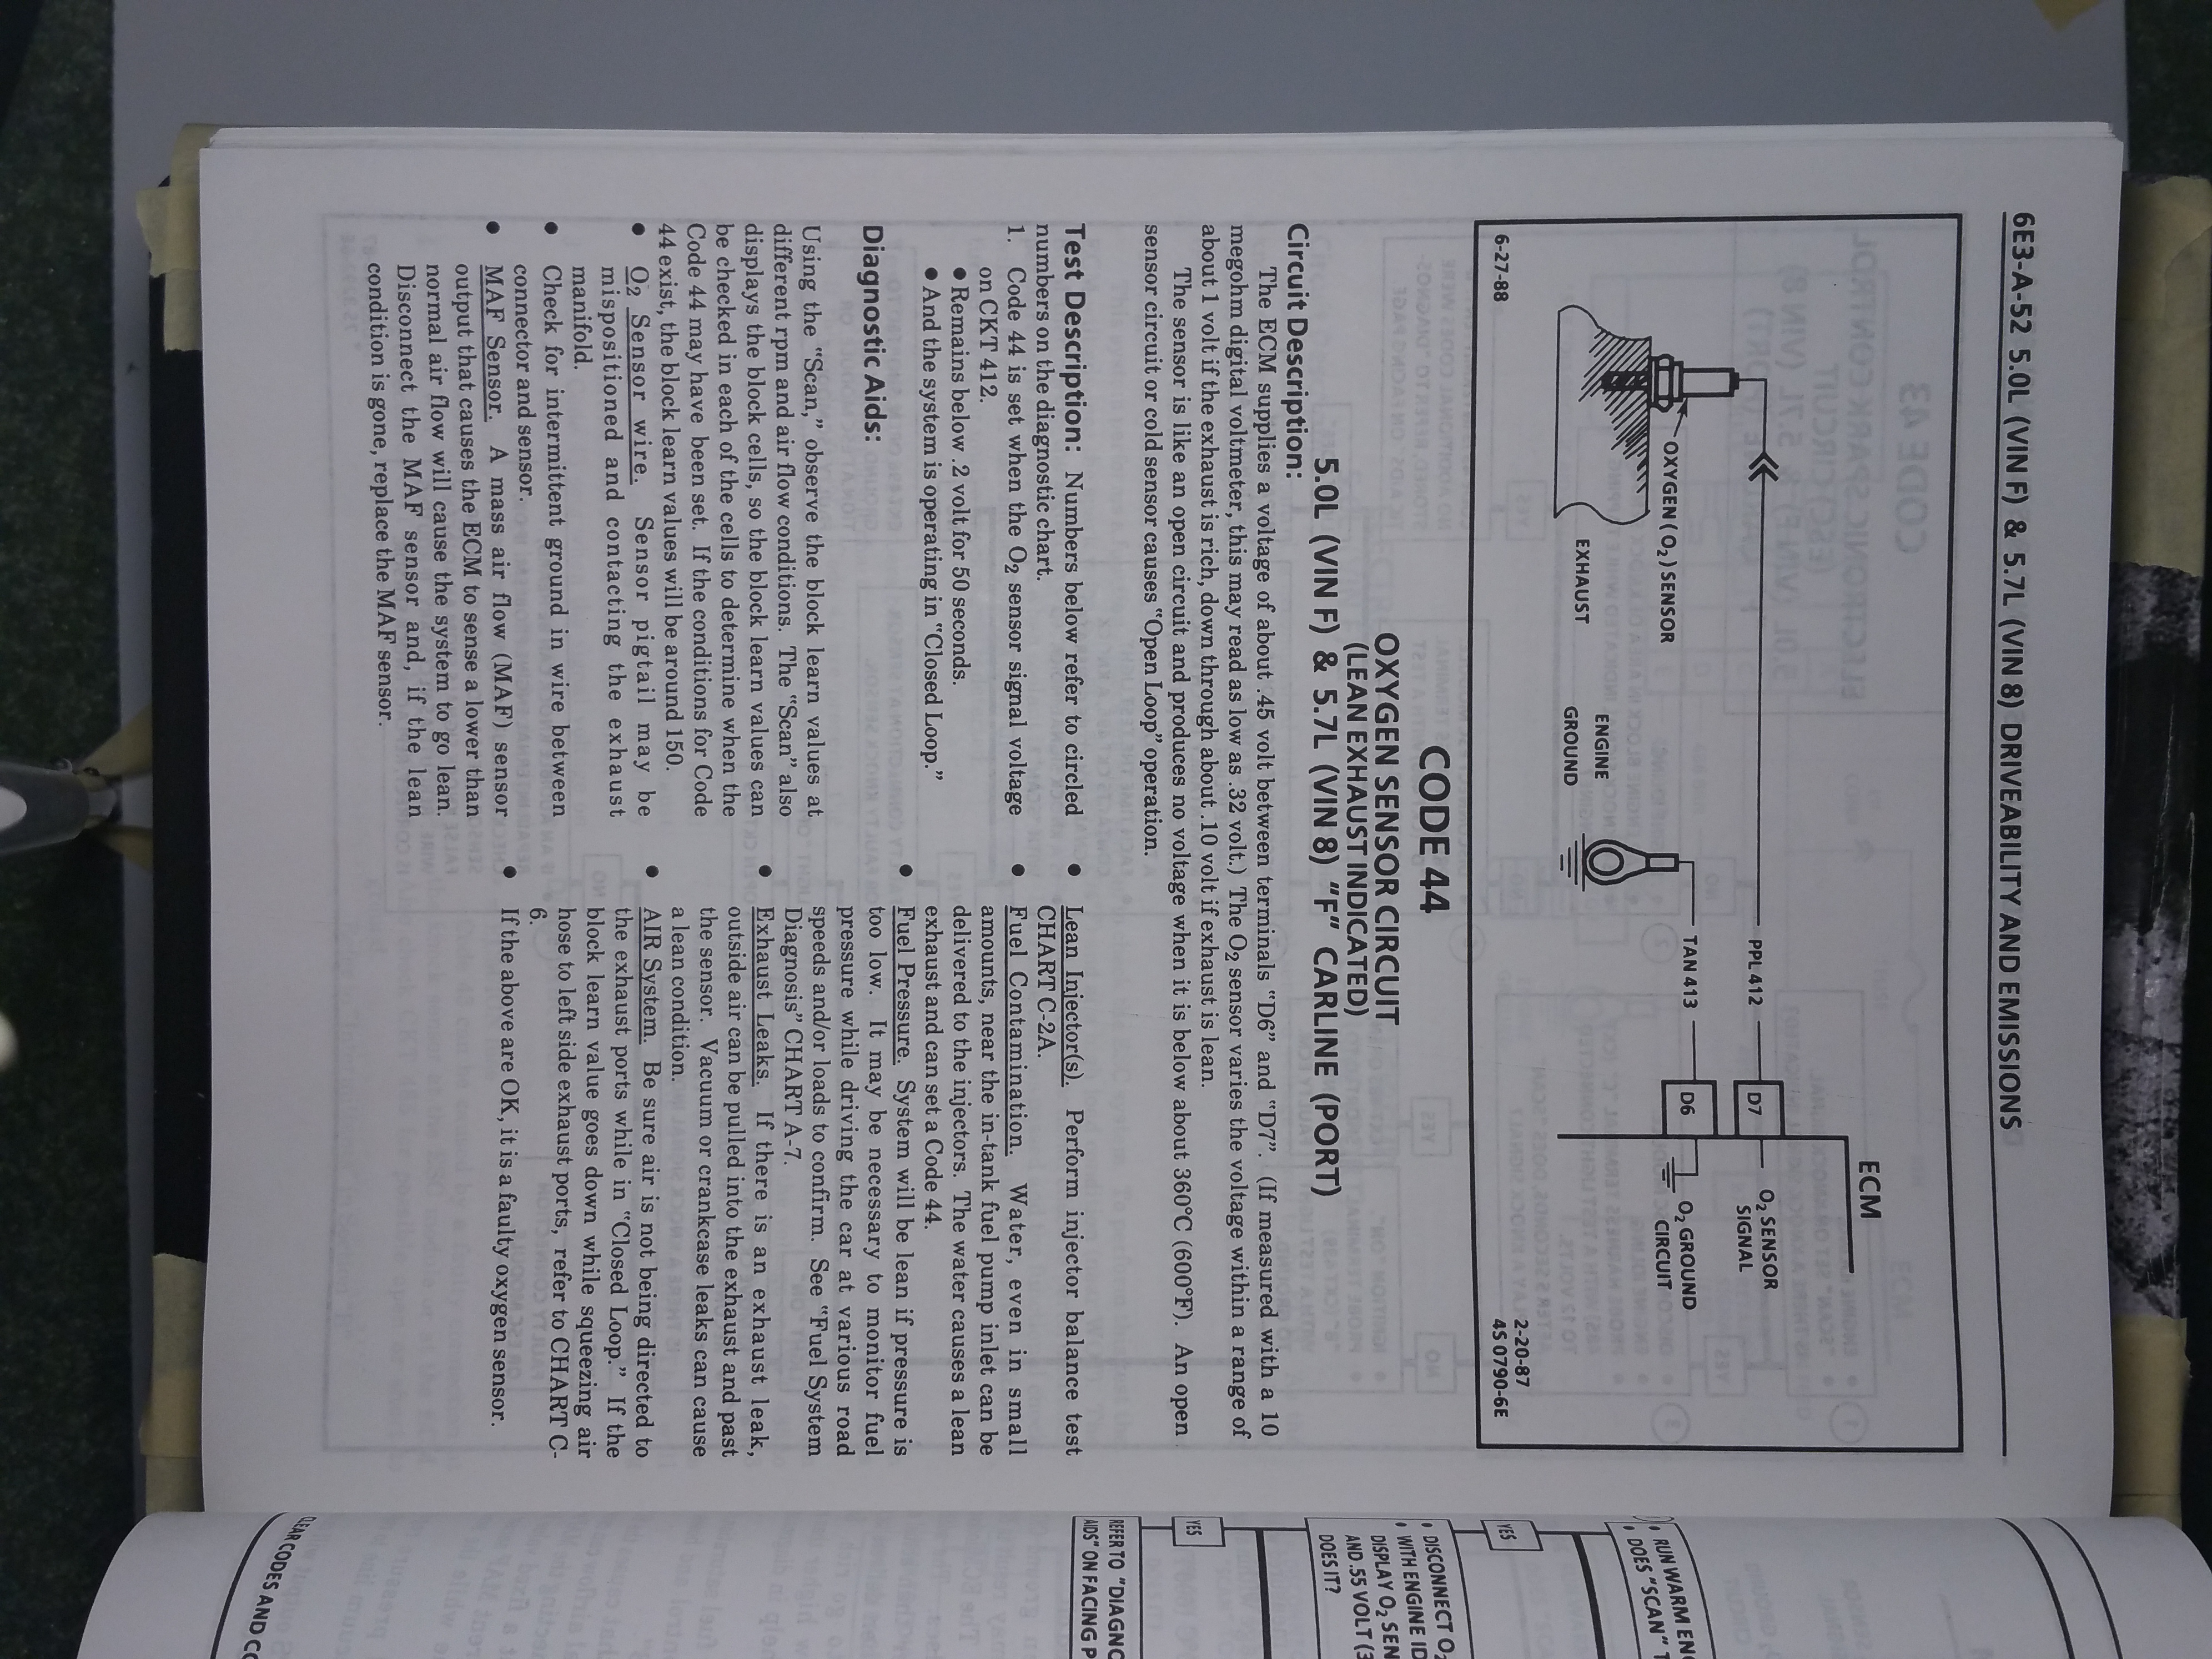 6E3-A-52 5.0L (VIN F) & 5.7L (VIN 8) DRIVEABILITY AND EMISSIONS
ECM
OXYGEN (O₂) SENSOR
EXHAUST
ENGINE
GROUND
PPL 412
TAN 413
D7
D6
O₂ SENSOR
SIGNAL
O₂ GROUND
CIRCUIT
6-27-88
2-20-87
4S 0790-6E
CODE 44
OXYGEN SENSOR CIRCUIT
(LEAN EXHAUST INDICATED)
5.0L (VIN F) & 5.7L (VIN 8) "F" CARLINE (PORT)
Circuit Description:
The ECM supplies a voltage of about .45 volt between terminals "D6" and "D7". (If measured with a 10
megohm digital voltmeter, this may read as low as .32 volt.) The O₂ sensor varies the voltage within a range of
about 1 volt if the exhaust is rich, down through about .10 volt if exhaust is lean.
The sensor is like an open circuit and produces no voltage when it is below about 360°C (600°F). An open
sensor circuit or cold sensor causes "Open Loop" operation.
Test Description: Numbers below refer to circled
numbers on the diagnostic chart.
1. Code 44 is set when the O₂ sensor signal voltage
on CKT 412.
● Remains below .2 volt for 50 seconds.
● And the system is operating in "Closed Loop."
Diagnostic Aids:
Using the "Scan," observe the block learn values at
different rpm and air flow conditions. The "Scan" also
displays the block cells, so the block learn values can
be checked in each of the cells to determine when the
Code 44 may have been set. If the conditions for Code
44 exist, the block learn values will be around 150.
● O₂ Sensor wire. Sensor pigtail may be
mispositioned and contacting the exhaust
manifold.
● Check for intermittent ground in wire between
connector and sensor.
● MAF Sensor. A mass air flow (MAF) sensor
output that causes the ECM to sense a lower than
normal air flow will cause the system to go lean.
Disconnect the MAF sensor and, if the lean
condition is gone, replace the MAF sensor.
● Lean Injector(s). Perform injector balance test
CHART C-2A.
● Fuel Contamination. Water, even in small
amounts, near the in-tank fuel pump inlet can be
delivered to the injectors. The water causes a lean
exhaust and can set a Code 44.
● Fuel Pressure. System will be lean if pressure is
too low. It may be necessary to monitor fuel
pressure while driving the car at various road
speeds and/or loads to confirm. See "Fuel System
Diagnosis" CHART A-7.
● Exhaust Leaks. If there is an exhaust leak,
outside air can be pulled into the exhaust and past
the sensor. Vacuum or crankcase leaks can cause
a lean condition.
● AIR System. Be sure air is not being directed to
the exhaust ports while in "Closed Loop." If the
block learn value goes down while squeezing air
hose to left side exhaust ports, refer to CHART C-
6.
● If the above are OK, it is a faulty oxygen sensor.
• RUN WARM
• DOES "SCAN"
YES
• DISCONNECT
• WITH ENGINE
DISPLAY O₂
AND .55 VOLT
DOES IT?
YES
REFER TO
AIDS" ON FACING
CLEAR CODES AND